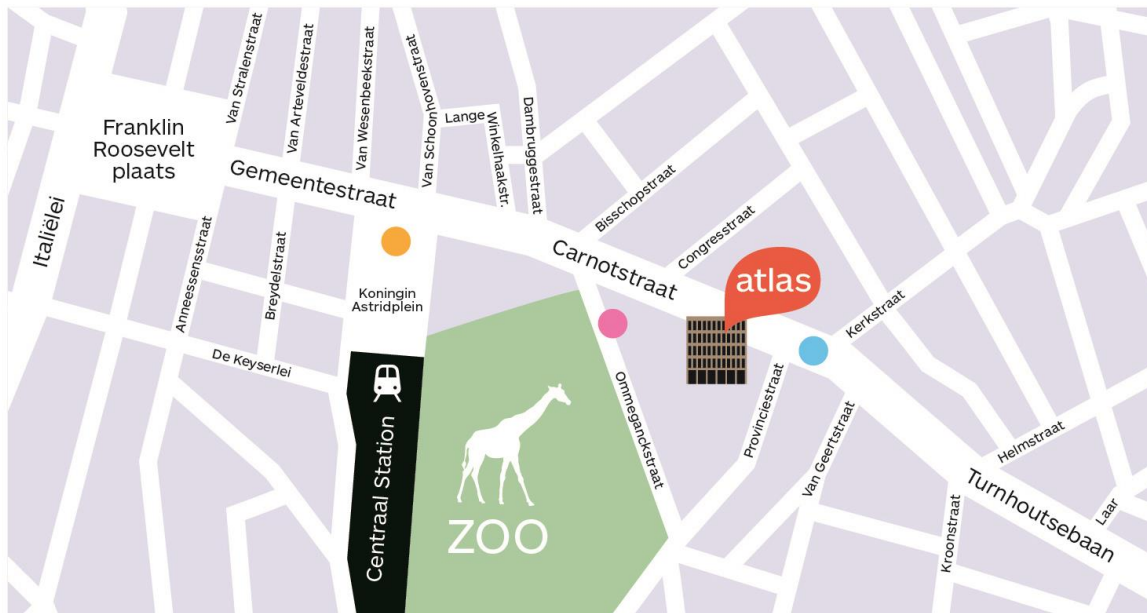 Van Stralenstraat
Van Arteveldestraat
Van Wesenbeekstraat
Van Schoonhovenstraat
Lange
Winkelhaakstr.
Dambruggestraat
Franklin
Roosevelt
plaats
Gemeentestraat
Bisschopstraat
Congresstraat
Carnotstraat
atlas
Italiëlei
Anneessensstraat
Breydelstraat
Koningin
Astridplein
Kerkstraat
De Keyserlei
Centraal Station
ZOO
Ommeganckstraat
Provinciestraat
Van Geertstraat
Helmstraat
Turnhoutsebaan
Kroonstraat
Laar